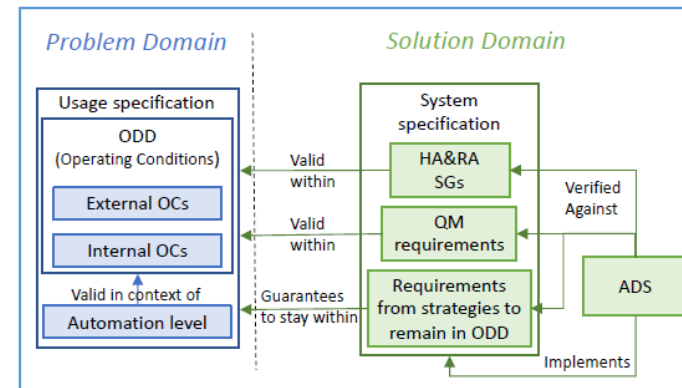 Problem Domain
Solution Domain
Usage specification
ODD
(Operating Conditions)
External OCs
Internal OCs
Valid in context of
Automation level
Valid
within
Valid
within
Guarantees
to stay within
System
specification
HA&RA
SGs
QM
requirements
Requirements
from strategies to
remain in ODD
Verified
Against
ADS
Implements